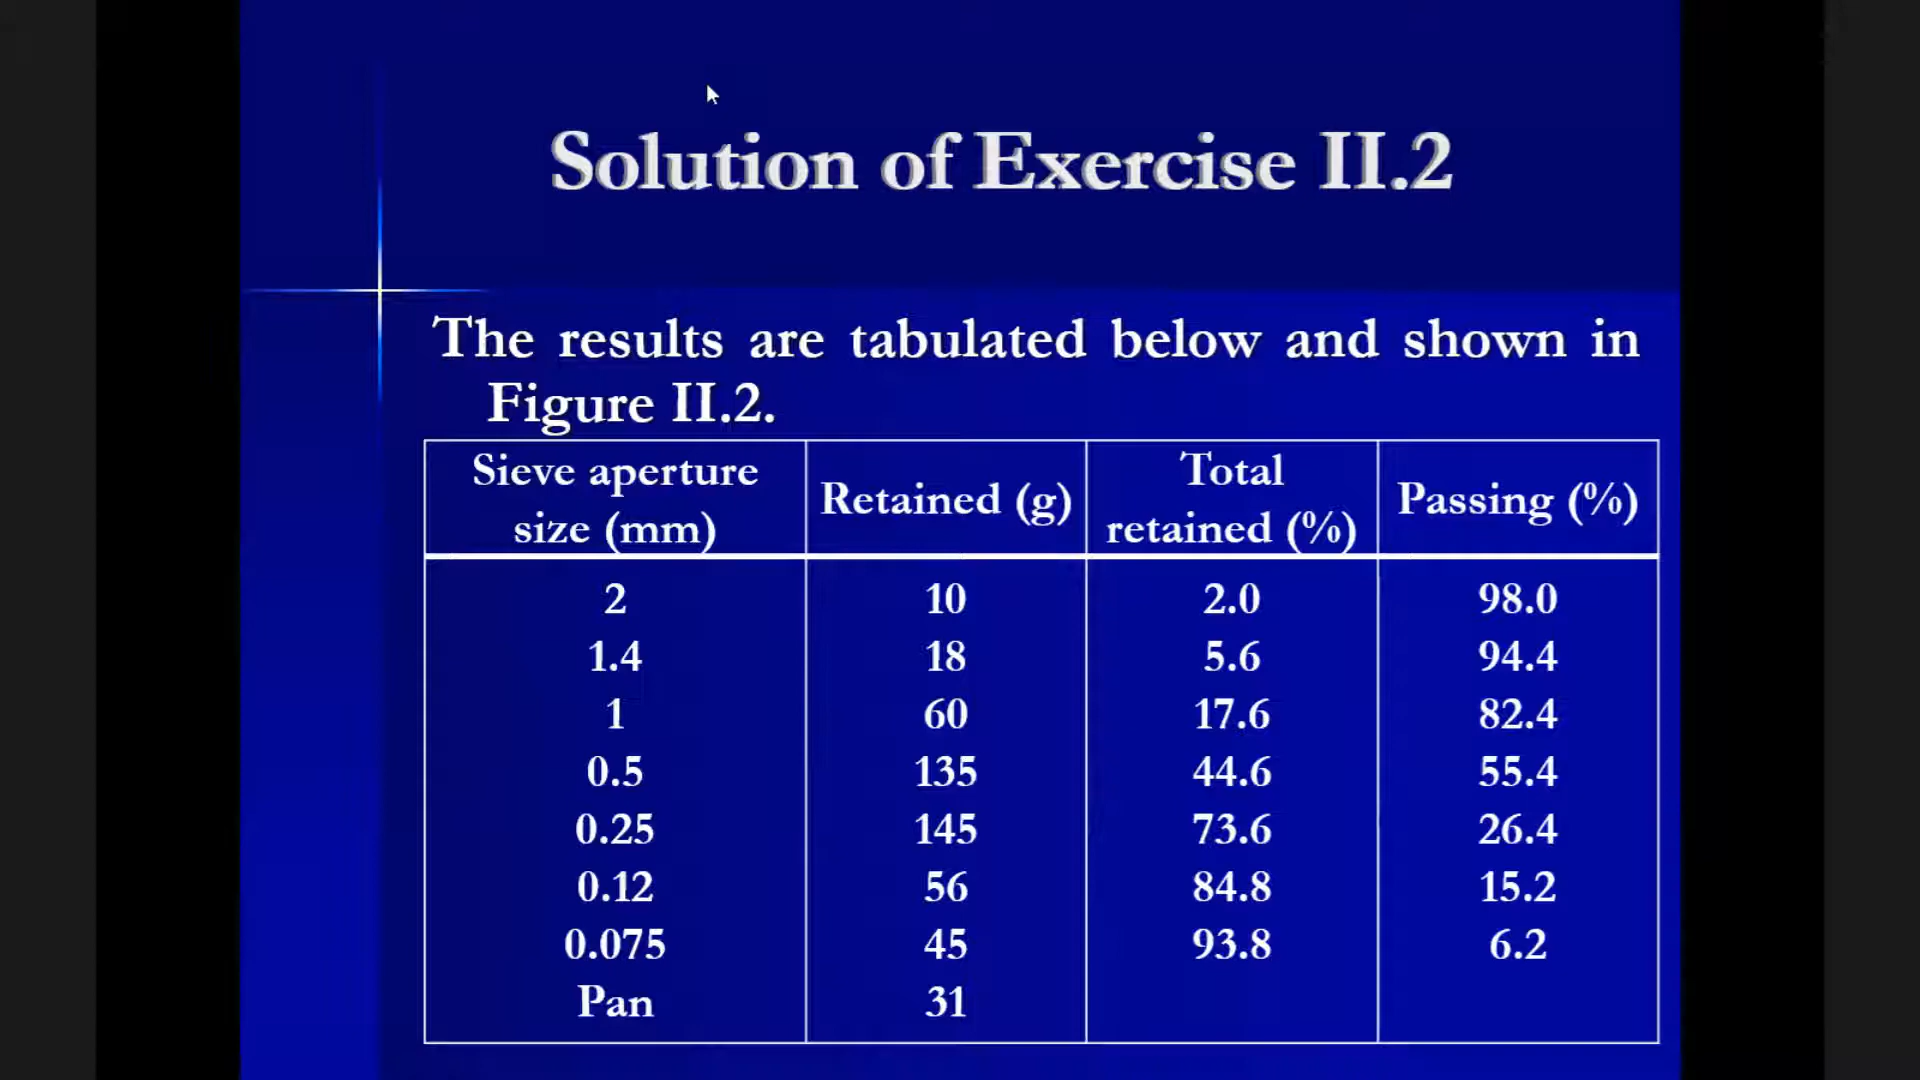 Solution of Exercise II.2
The results are tabulated below and shown in
Figure II.2.
Sieve aperture size (mm) Retained (g) Total retained (%) Passing (%)
2 10 2.0 98.0
1.4 18 5.6 94.4
1 60 17.6 82.4
0.5 135 44.6 55.4
0.25 145 73.6 26.4
0.12 56 84.8 15.2
0.075 45 93.8 6.2
Pan 31